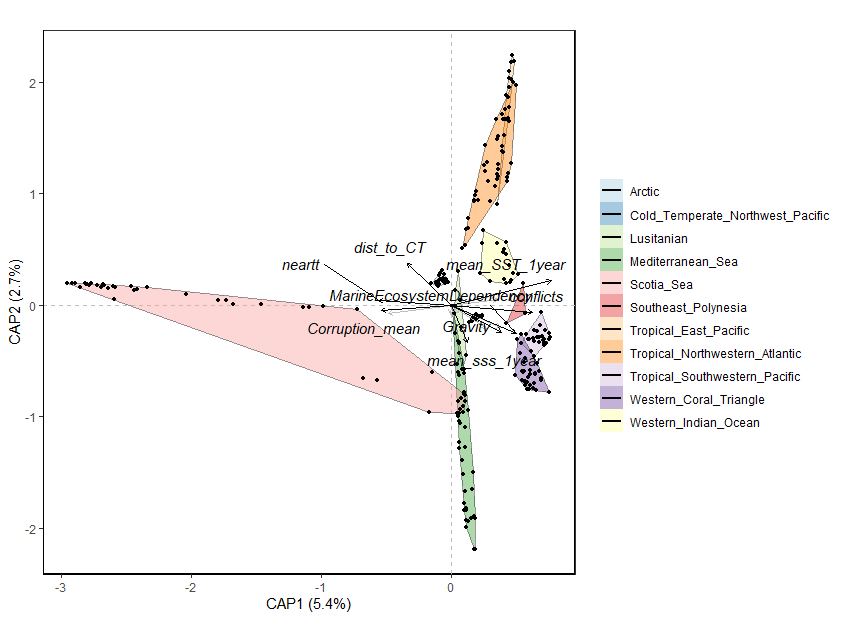 2
1
0
-1
-2
CAP2 (2.7%)
dist_to_CT
neartt
mean_SST_1year
MarineEcosystemDependency
conflicts
Corruption_mean
Gravity
mean_sss_1year
-3
-2
-1
0
CAP1 (5.4%)
Arctic
Cold_Temperate_Northwest_Pacific
Lusitanian
Mediterranean_Sea
Scotia_Sea
Southeast_Polynesia
Tropical_East_Pacific
Tropical_Northwestern_Atlantic
Tropical_Southwestern_Pacific
Western_Coral_Triangle
Western_Indian_Ocean